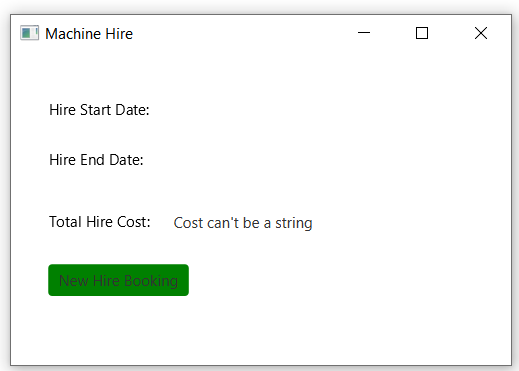 Machine Hire
Hire Start Date:
Hire End Date:
Total Hire Cost: Cost can't be a string
New Hire Booking